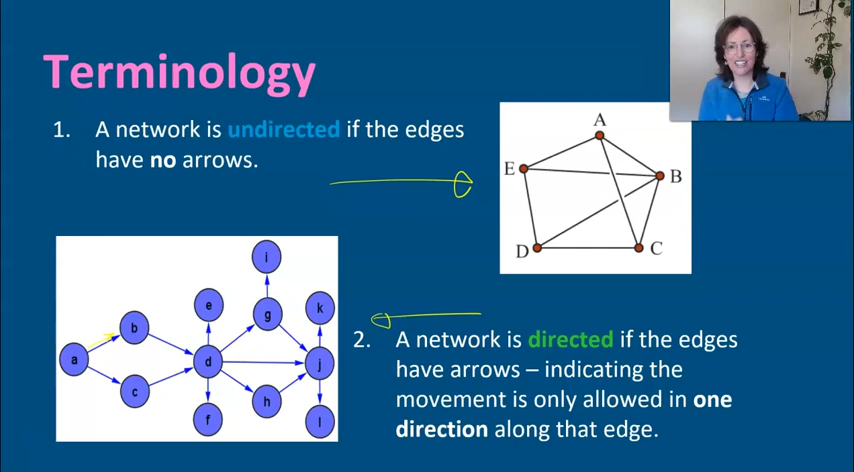 Terminology
1. A network is undirected if the edges
have no arrows.
A
E
B
D
C
i
e
g
k
b
a
d
j
c
h
f
l
2. A network is directed if the edges
have arrows – indicating the
movement is only allowed in one
direction along that edge.